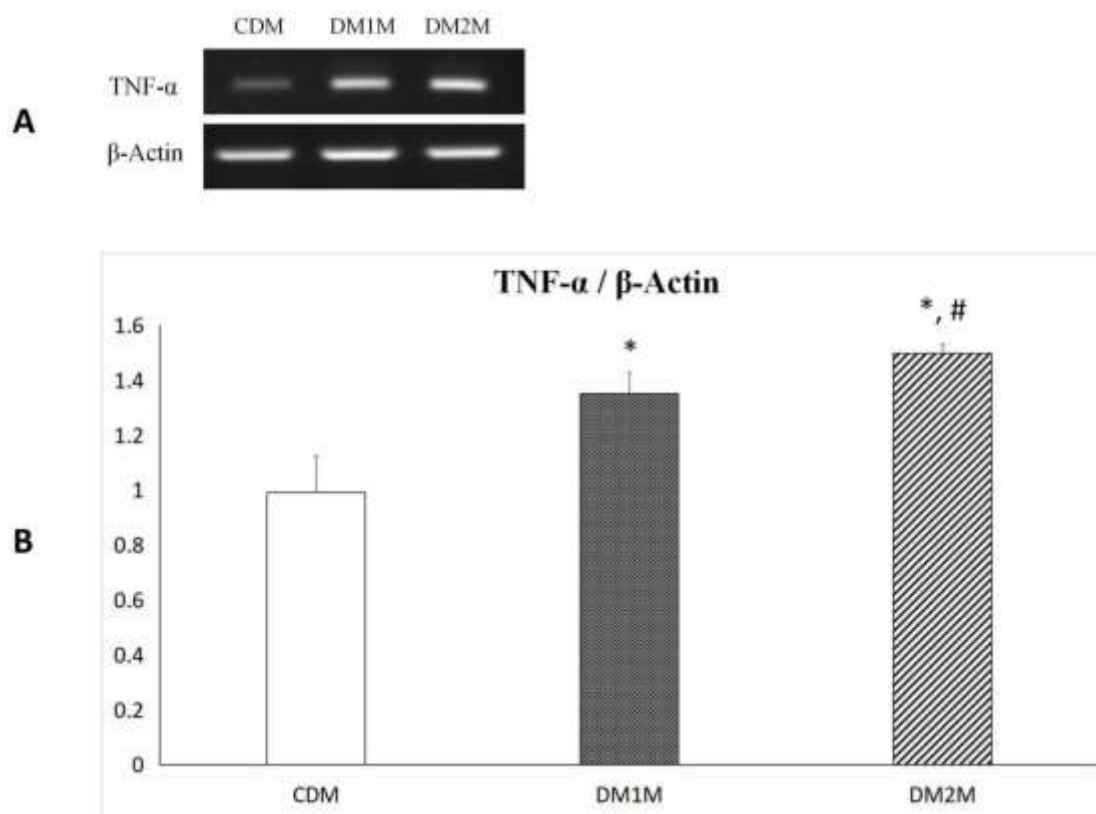 CDM DM1M DM2M
TNF-α
A
β-Actin
TNF-α / β-Actin
*, #
*
1.6
1.4
1.2
1
0.8
0.6
0.4
0.2
0
B
CDM DM1M DM2M